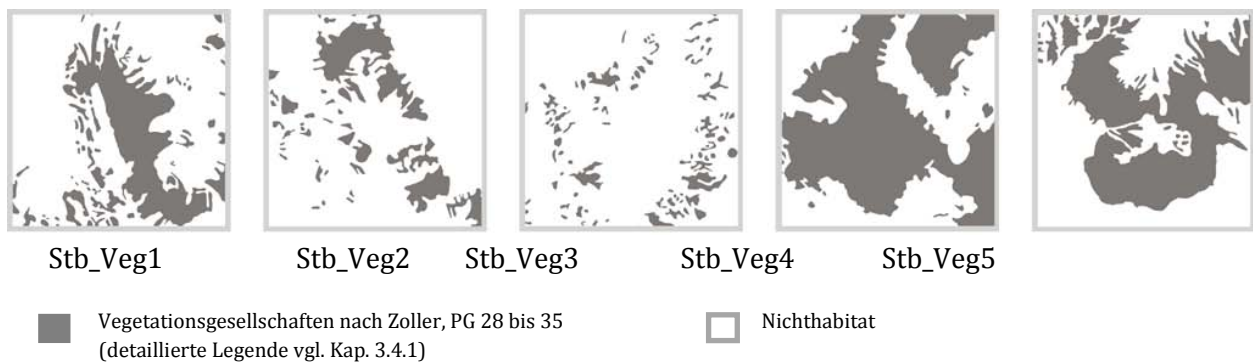 Stb_Veg1 Stb_Veg2 Stb_Veg3 Stb_Veg4 Stb_Veg5
Vegetationsgesellschaften nach Zoller, PG 28 bis 35
(detaillierte Legende vgl. Kap. 3.4.1)
Nichthabitat